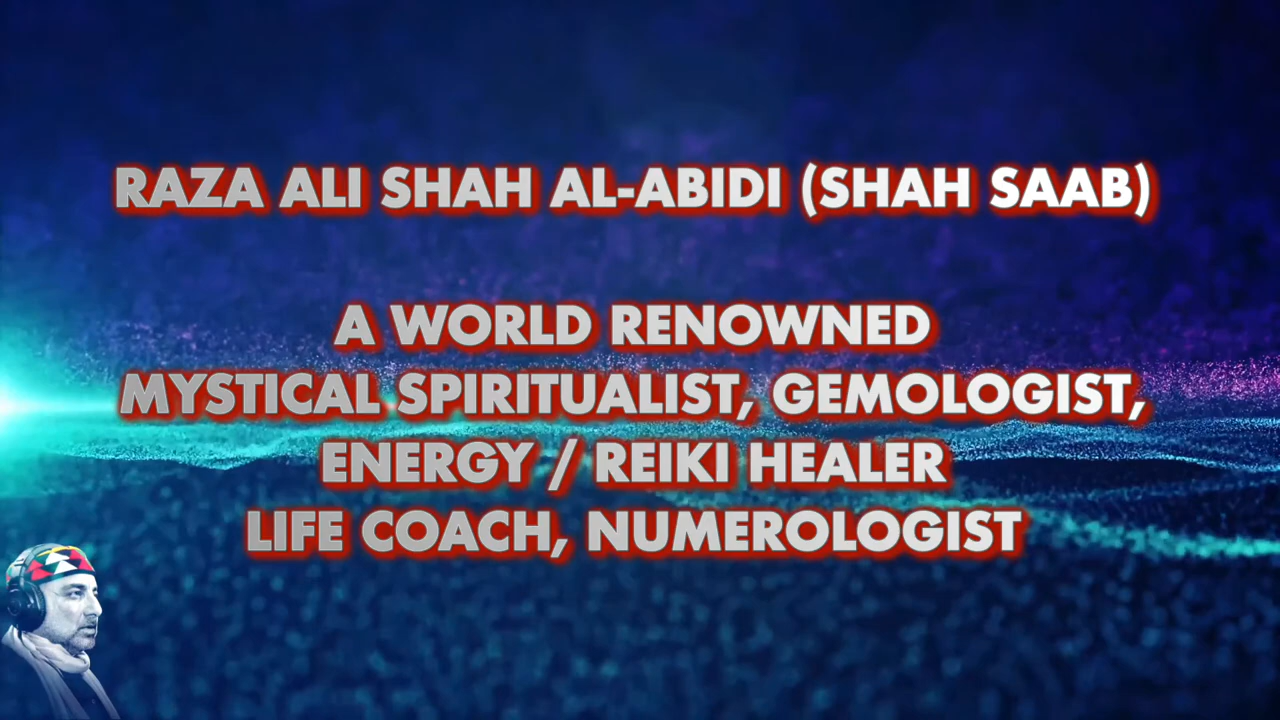 RAZA ALI SHAH AL-ABIDI (SHAH SAAB)
A WORLD RENOWNED
MYSTICAL SPIRITUALIST, GEMOLOGIST,
ENERGY / REIKI HEALER
LIFE COACH, NUMEROLOGIST